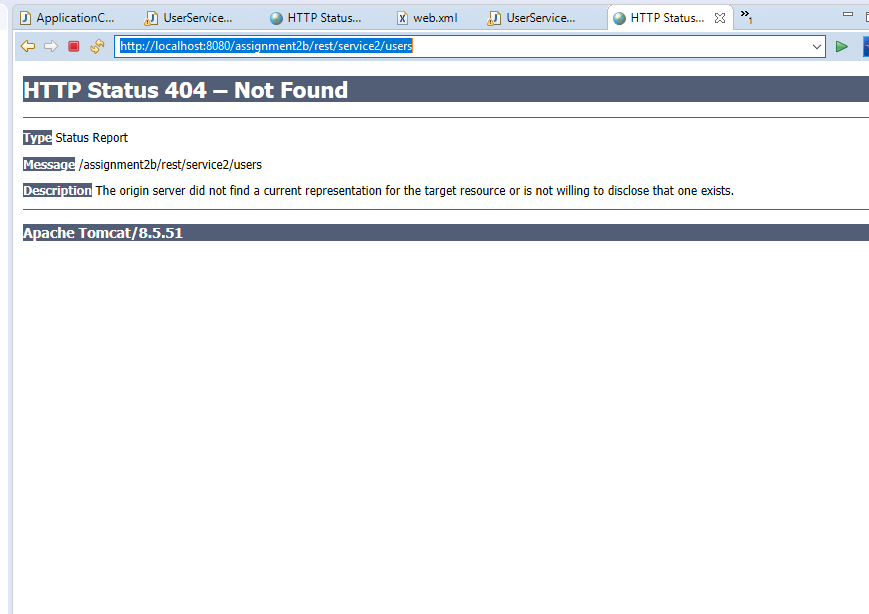 ApplicationC... UserService... HTTP Status... web.xml UserService... HTTP Status... »1
http://localhost:8080/assignment2b/rest/service2/users
HTTP Status 404 – Not Found
Type Status Report
Message /assignment2b/rest/service2/users
Description The origin server did not find a current representation for the target resource or is not willing to disclose that one exists.
Apache Tomcat/8.5.51